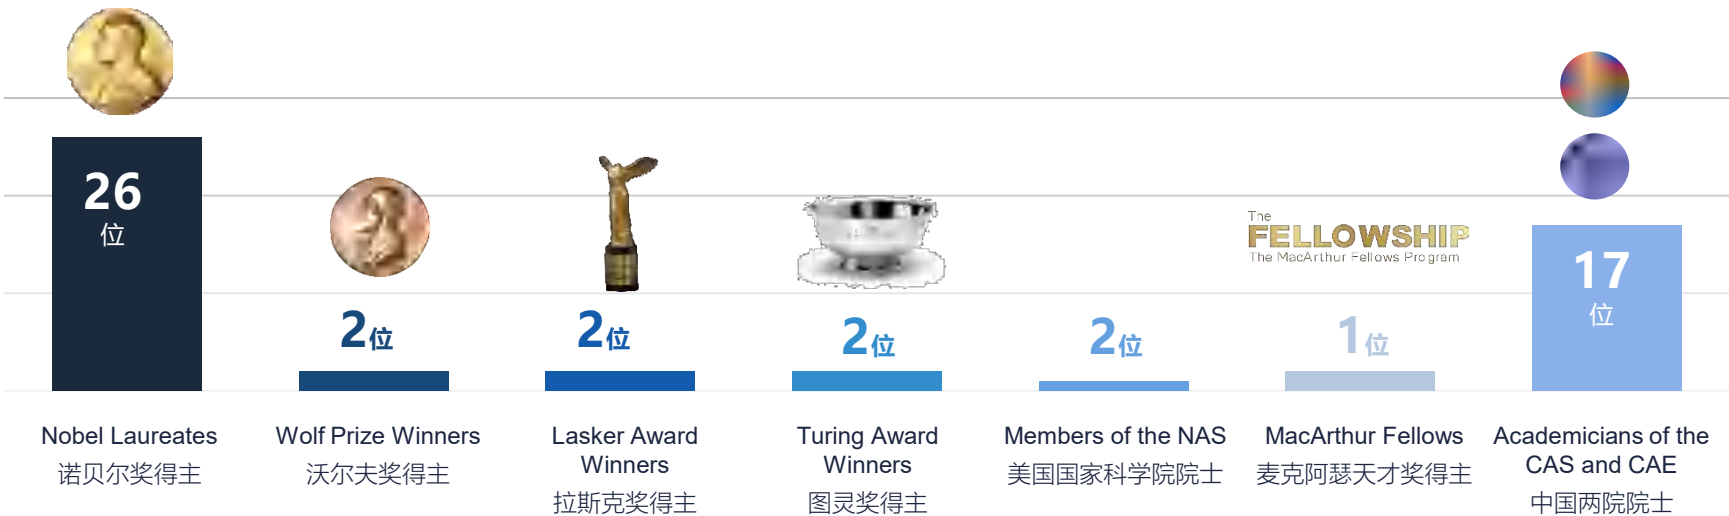 26
位
2位
2位
2位
2位
The
FELLOWSHIP
The MacArthur Fellows Program
1位
17
位
Nobel Laureates
诺贝尔奖得主
Wolf Prize Winners
沃尔夫奖得主
Lasker Award
Winners
拉斯克奖得主
Turing Award
Winners
图灵奖得主
Members of the NAS
美国国家科学院院士
MacArthur Fellows
麦克阿瑟天才奖得主
Academicians of the
CAS and CAE
中国两院院士